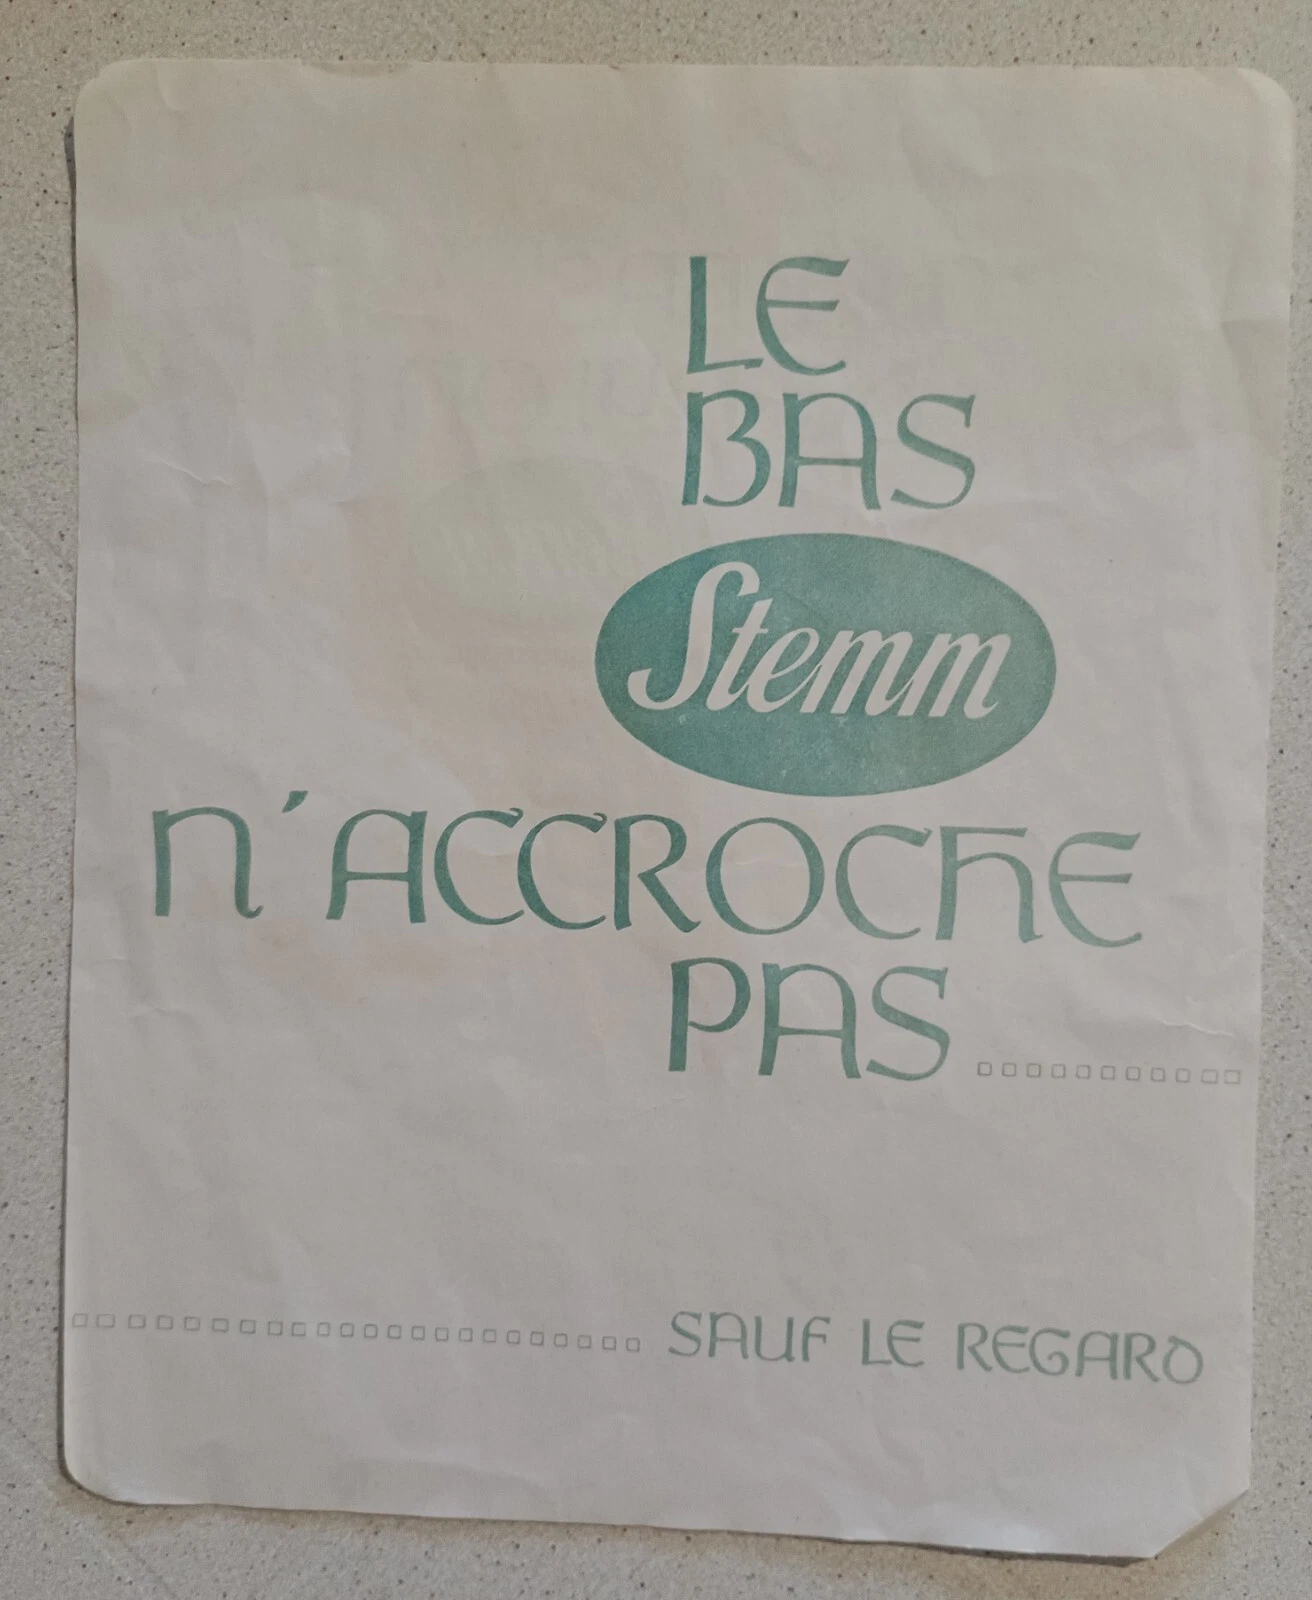 LE
BAS
Stemm
n'ACCROCHE
PAS
SAUF LE REGARD